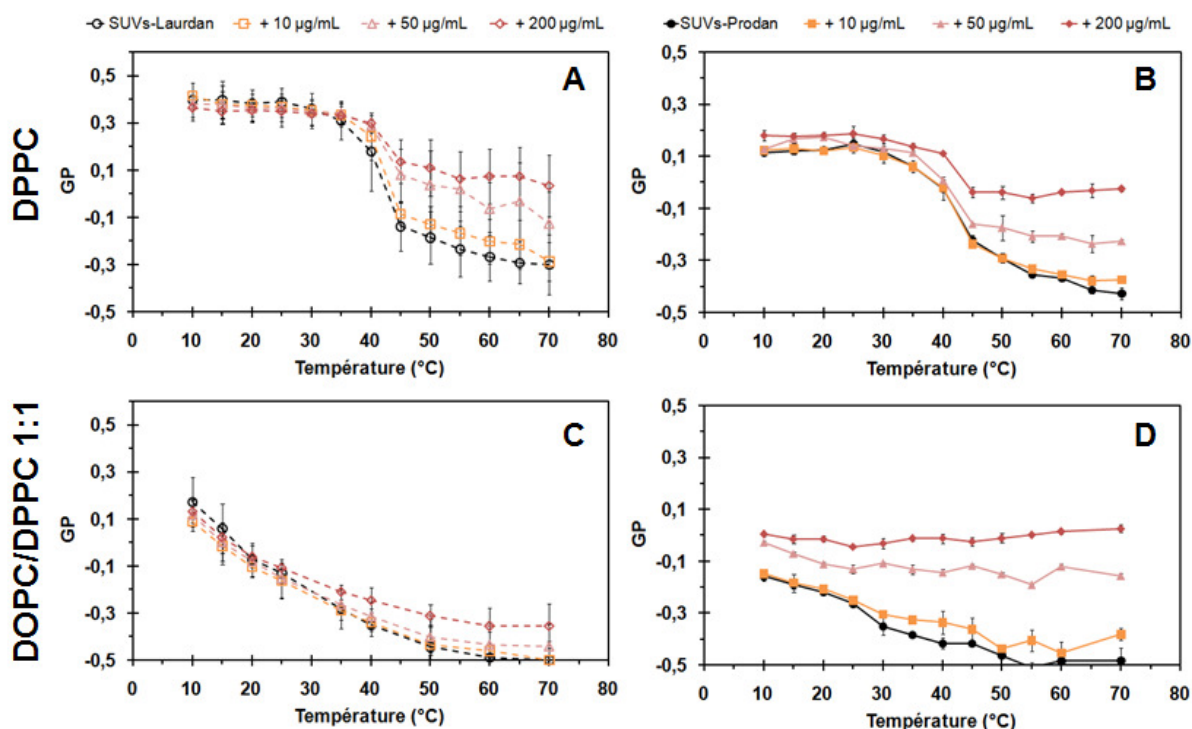 SUVs-Laurdan + 10 µg/mL + 50 µg/mL + 200 µg/mL
SUVs-Prodan + 10 µg/mL + 50 µg/mL + 200 µg/mL
DPPC
A
0,5
0,3
0,1
-0,1
-0,3
-0,5
GP
0 10 20 30 40 50 60 70 80
Température (°C)
B
0,5
0,3
0,1
-0,1
-0,3
-0,5
GP
0 10 20 30 40 50 60 70 80
Température (°C)
DOPC/DPPC 1:1
C
0,5
0,3
0,1
-0,1
-0,3
-0,5
GP
0 10 20 30 40 50 60 70 80
Température (°C)
D
0,5
0,3
0,1
-0,1
-0,3
-0,5
GP
0 10 20 30 40 50 60 70 80
Température (°C)